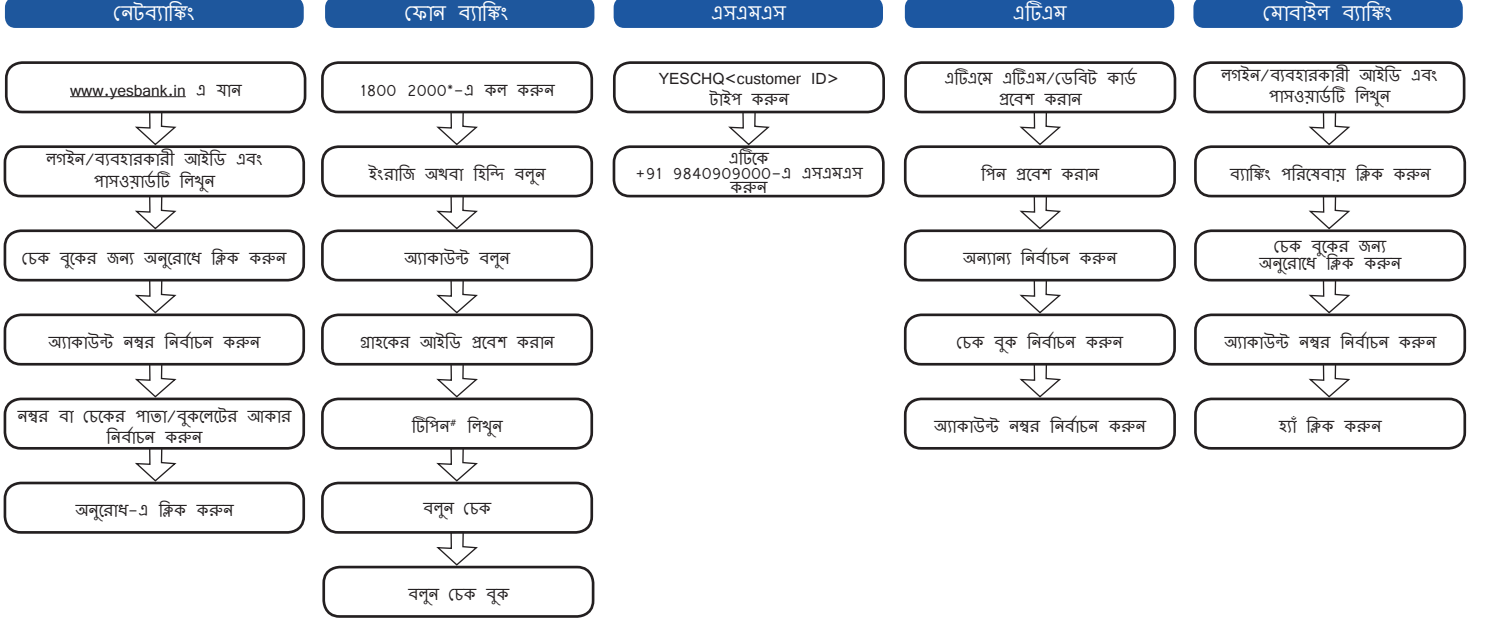 নেটব্যাঙ্কিং
www.yesbank.in এ যান
লগইন/ব্যবহারকারী আইডি এবং
পাসওয়ার্ডটি লিখুন
চেক বুকের জন্য অনুরোধে ক্লিক করুন
অ্যাকাউন্ট নম্বর নির্বাচন করুন
নম্বর বা চেকের পাতা/বুকলেটের আকার
নির্বাচন করুন
অনুরোধ-এ ক্লিক করুন
ফোন ব্যাঙ্কিং
1800 2000*-এ কল করুন
ইংরাজি অথবা হিন্দি বলুন
অ্যাকাউন্ট বলুন
গ্রাহকের আইডি প্রবেশ করান
টিপিন# লিখুন
বলুন চেক
বলুন চেক বুক
এসএমএস
YESCHQ<customer ID>
টাইপ করুন
এটিকে
+91 9840909000-এ এসএমএস
করুন
এটিএম
এটিএমে এটিএম/ডেবিট কার্ড
প্রবেশ করান
পিন প্রবেশ করান
অন্যান্য নির্বাচন করুন
চেক বুক নির্বাচন করুন
অ্যাকাউন্ট নম্বর নির্বাচন করুন
মোবাইল ব্যাঙ্কিং
লগইন/ব্যবহারকারী আইডি এবং
পাসওয়ার্ডটি লিখুন
ব্যাঙ্কিং পরিষেবায় ক্লিক করুন
চেক বুকের জন্য
অনুরোধে ক্লিক করুন
অ্যাকাউন্ট নম্বর নির্বাচন করুন
হ্যাঁ ক্লিক করুন